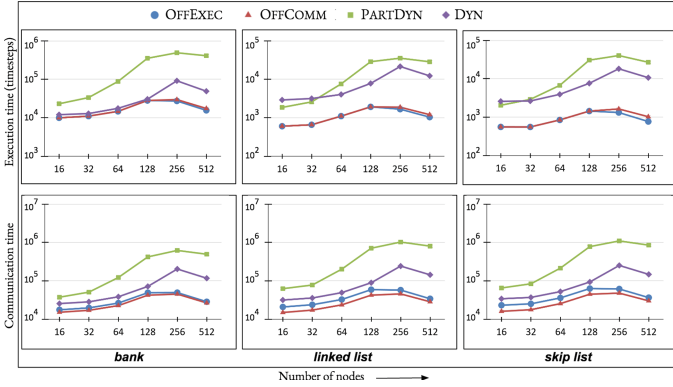 OFFEXEC OFFCOMM PARTDYN DYN
Execution time (timesteps)
10^6
10^5
10^4
10^3
16 32 64 128 256 512
10^5
10^4
10^3
10^2
16 32 64 128 256 512
10^5
10^4
10^3
10^2
16 32 64 128 256 512
Communication time
10^7
10^6
10^5
10^4
16 32 64 128 256 512
10^7
10^6
10^5
10^4
16 32 64 128 256 512
10^7
10^6
10^5
10^4
16 32 64 128 256 512
bank linked list skip list
Number of nodes